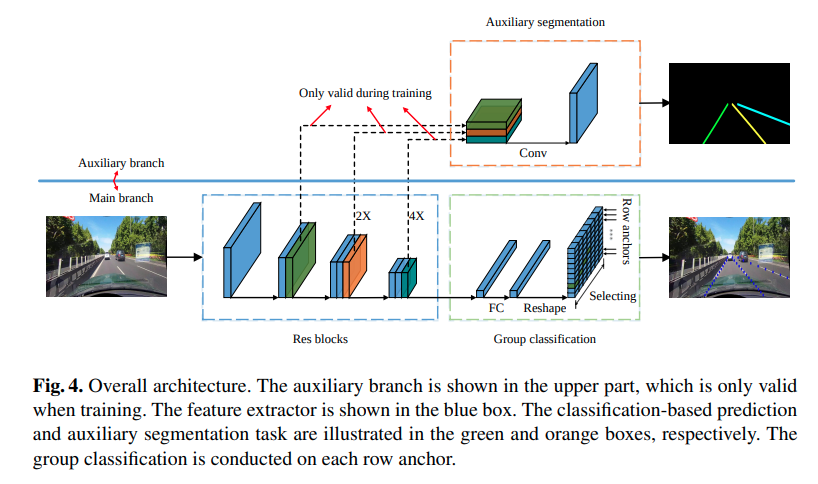 Auxiliary segmentation
Only valid during training
Conv
Auxiliary branch
Main branch
2X
4X
Row anchors
Selecting
FC
Reshape
Res blocks
Group classification
Fig. 4. Overall architecture. The auxiliary branch is shown in the upper part, which is only valid
when training. The feature extractor is shown in the blue box. The classification-based prediction
and auxiliary segmentation task are illustrated in the green and orange boxes, respectively. The
group classification is conducted on each row anchor.